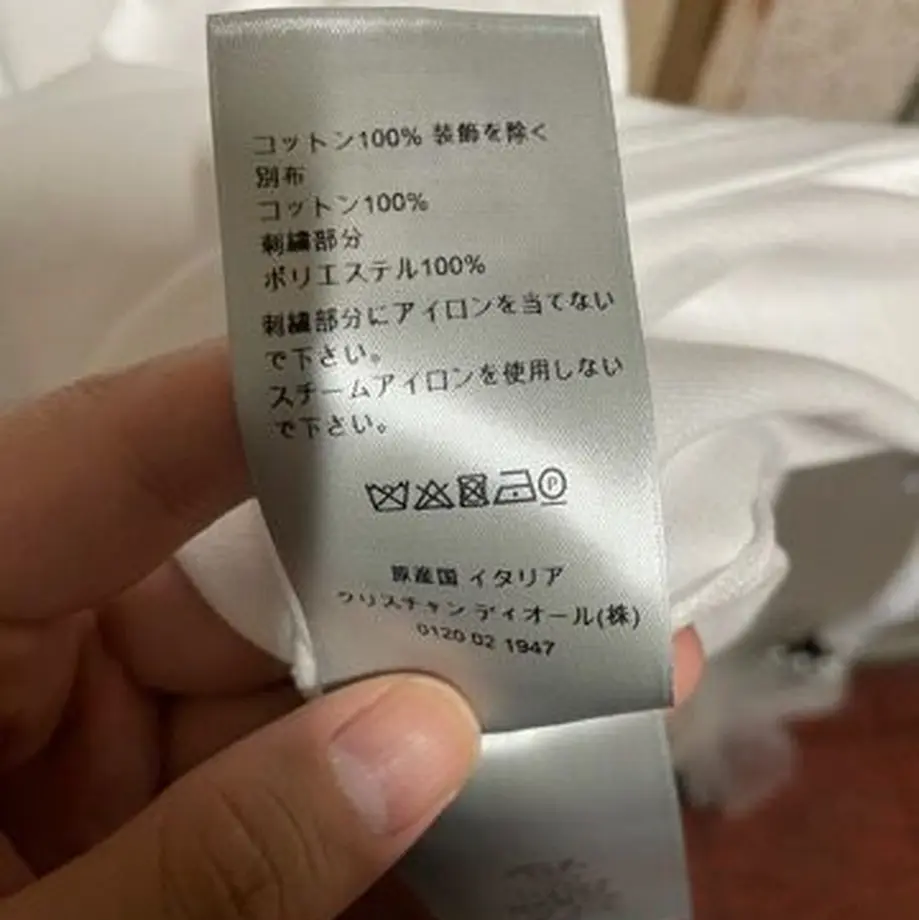 コットン100% 装飾を除く
別布
コットン100%
刺繍部分
ポリエステル100%
刺繍部分にアイロンを当てない
で下さい。
スチームアイロンを使用しない
で下さい。
P
原産国 イタリア
クリスチャン ディオール(株)
0120 02 1947